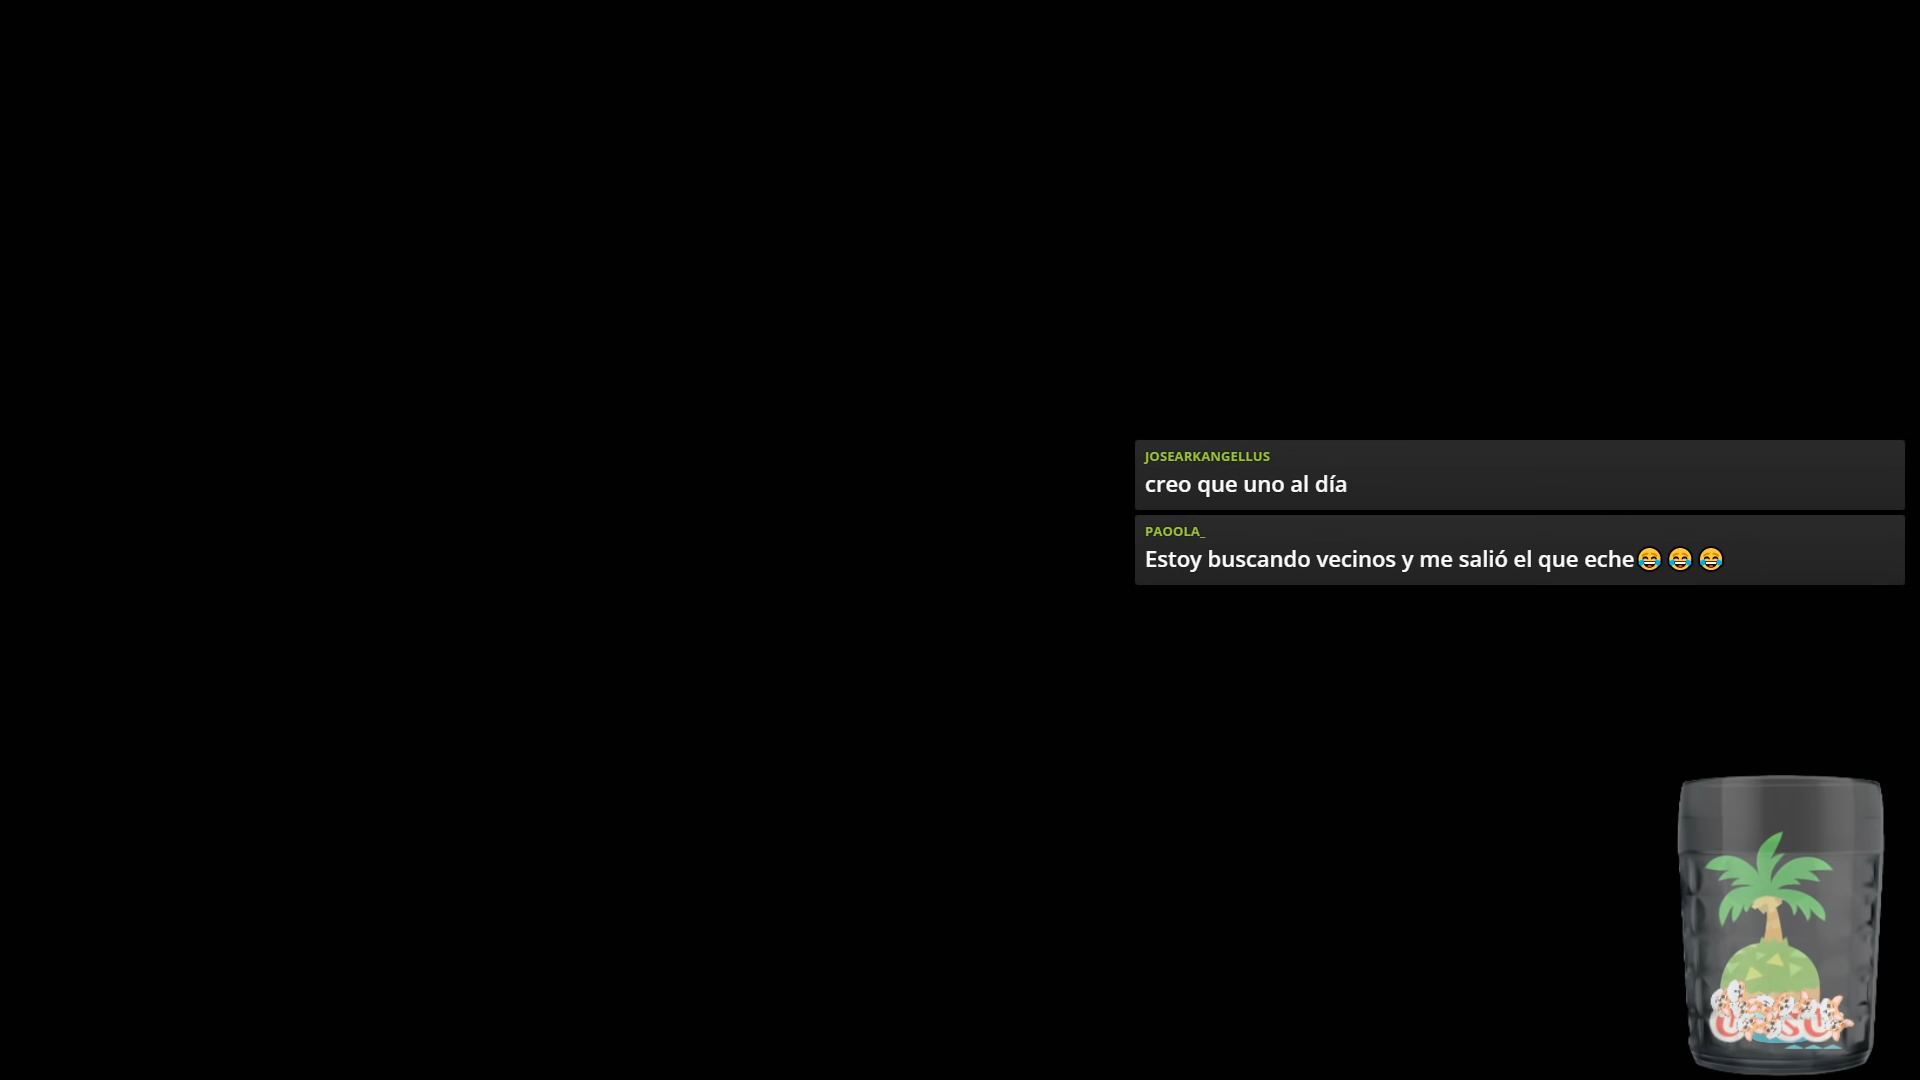 JOSEARKANGELLUS
creo que uno al día
PAOOLA_
Estoy buscando vecinos y me salió el que eche😂😂😂